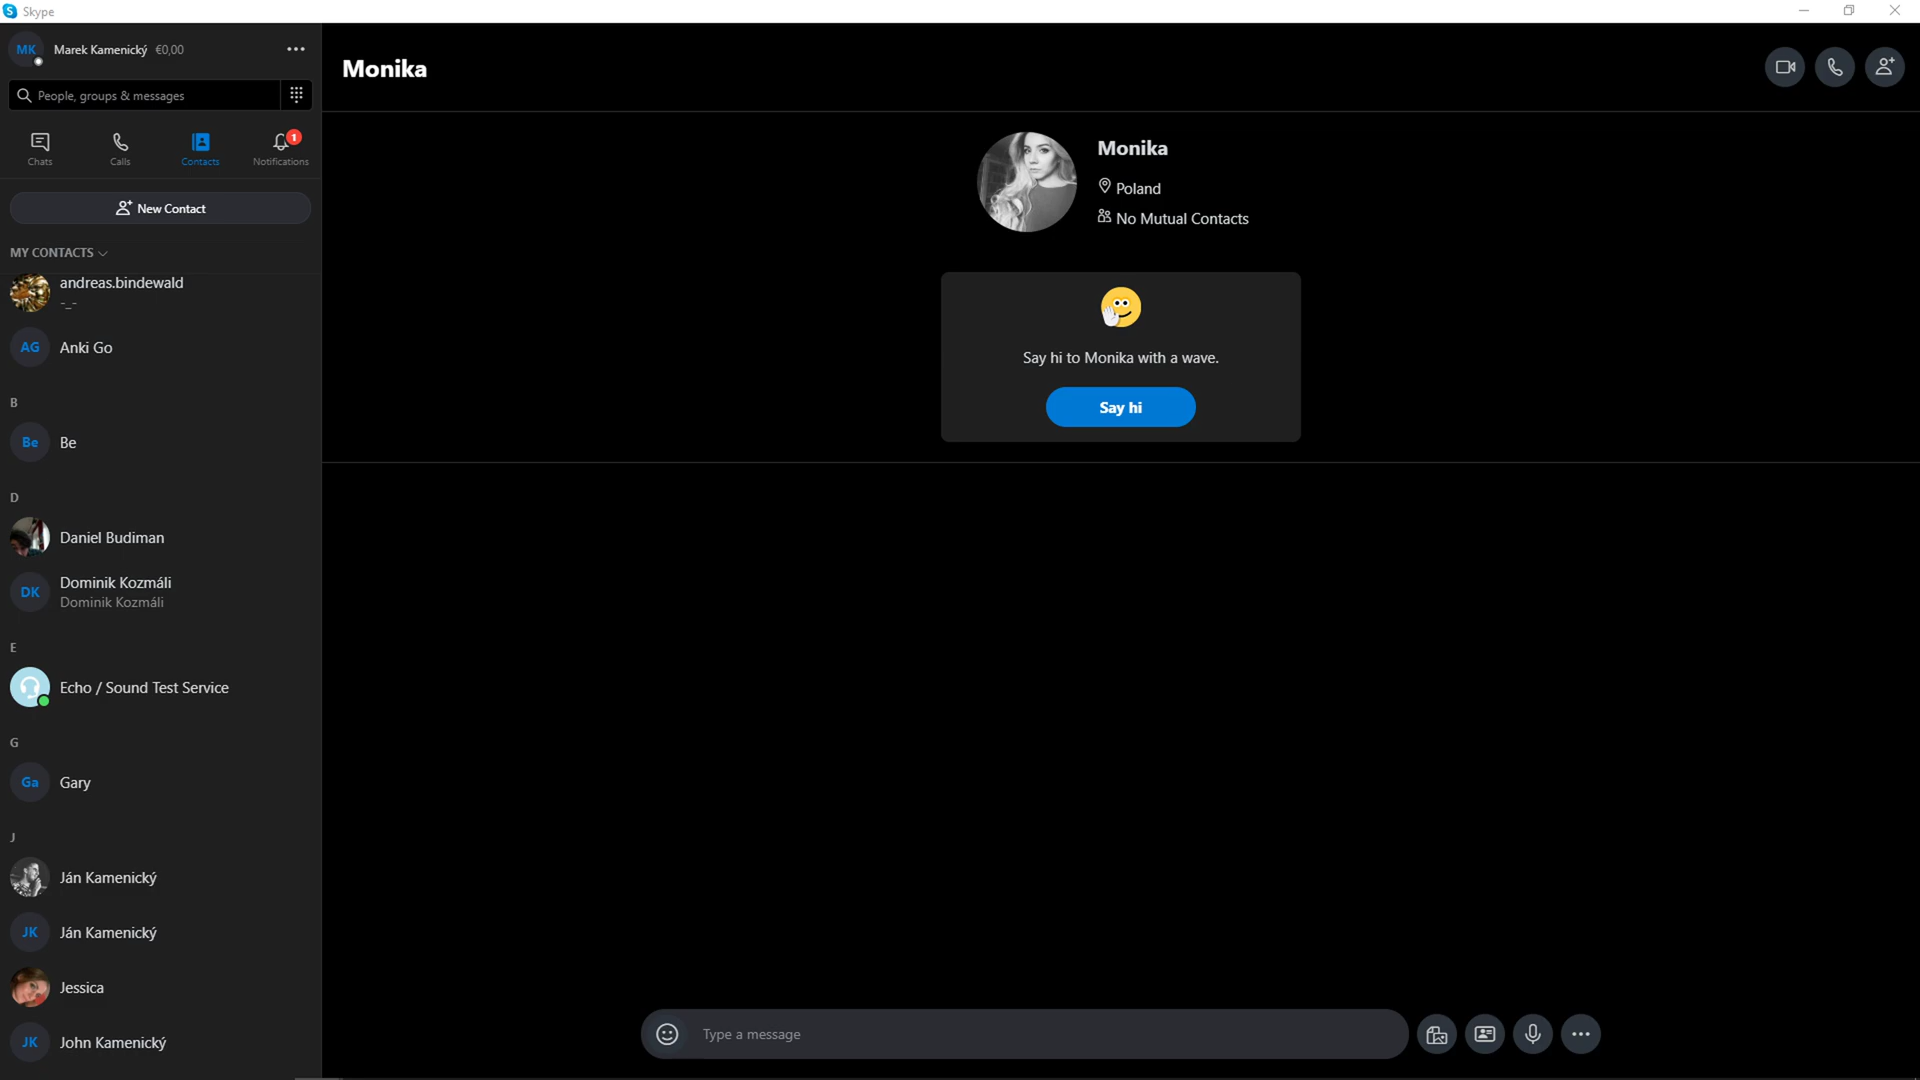 Skype
MK Marek Kamenický €0,00
People, groups & messages
Chats Calls Contacts Notifications 1
New Contact
MY CONTACTS
andreas.bindewald
-_-
AG Anki Go
B
Be Be
D
Daniel Budiman
DK Dominik Kozmáli
Dominik Kozmáli
E
Echo / Sound Test Service
G
Ga Gary
J
Ján Kamenický
JK Ján Kamenický
Jessica
JK John Kamenický
Monika
Monika
Poland
No Mutual Contacts
Say hi to Monika with a wave.
Say hi
Type a message